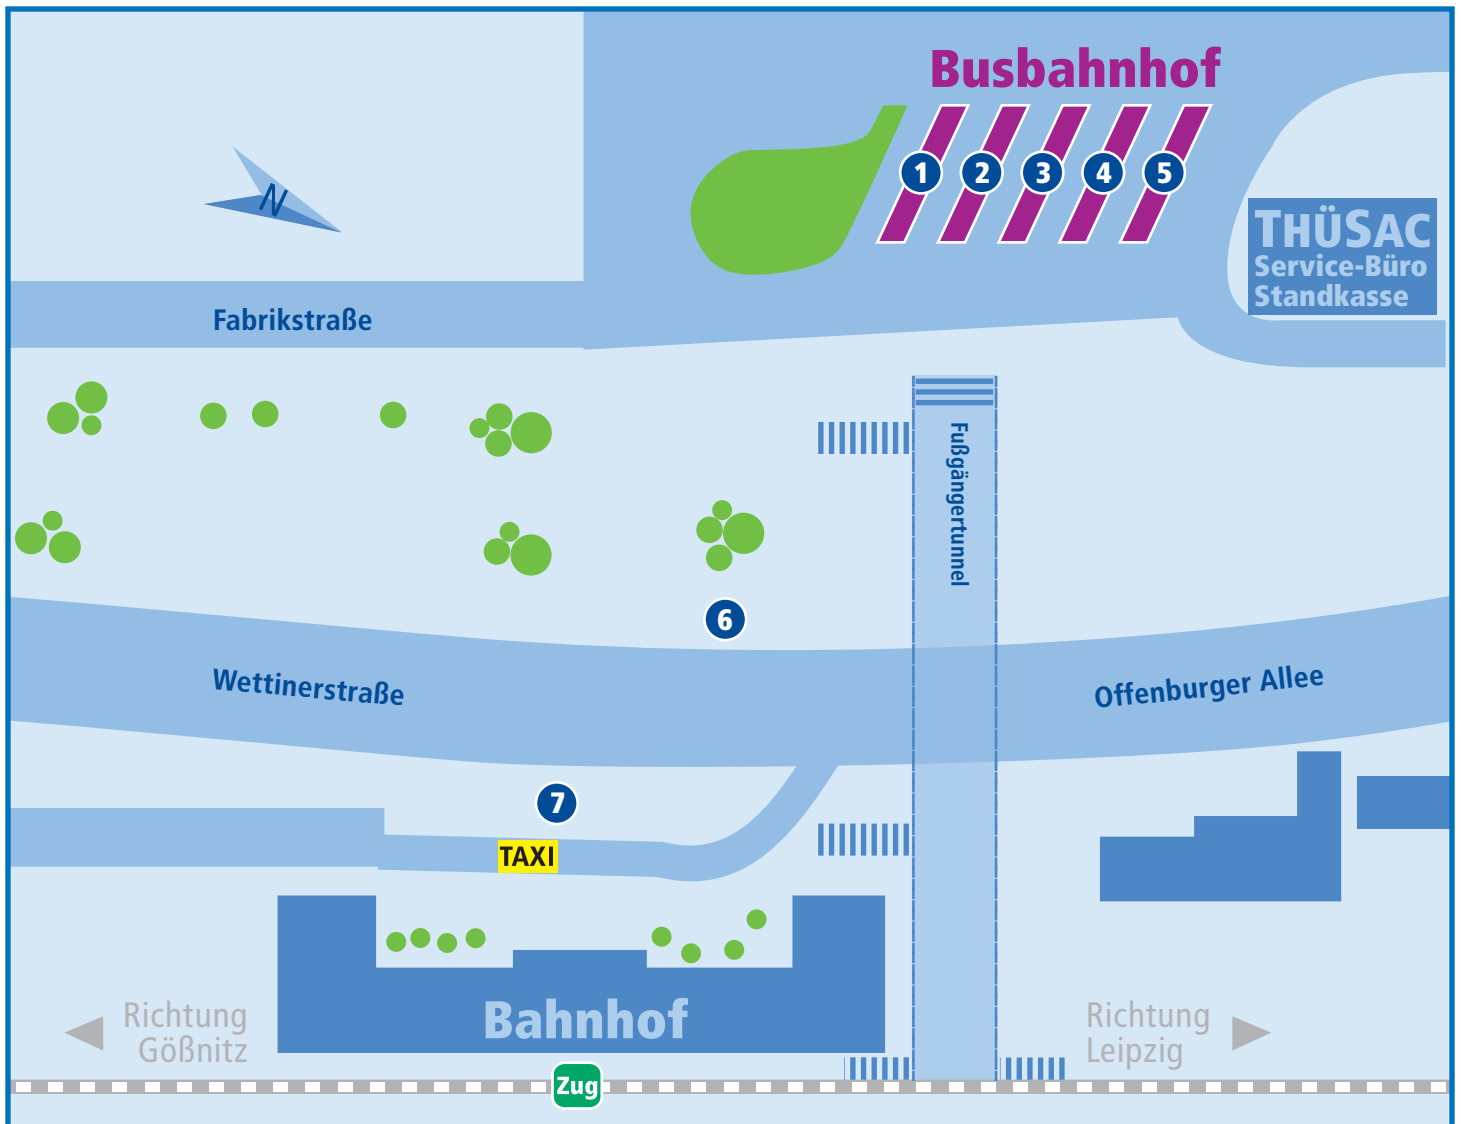 Busbahnhof
1 2 3 4 5
N
THÜSAC
Service-Büro
Standkasse
Fabrikstraße
Fußgängertunnel
6
Wettinerstraße
Offenburger Allee
7
TAXI
Bahnhof
Richtung
Gößnitz
Richtung
Leipzig
Zug